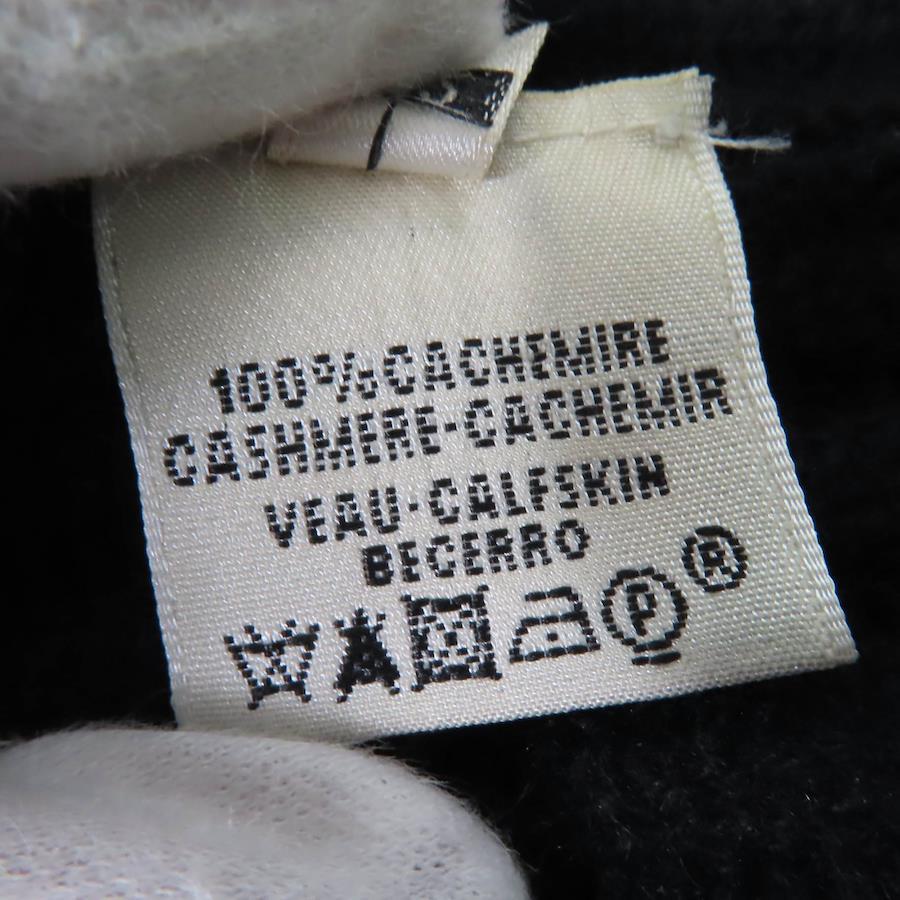 100%CACHEMIRE
CASHMERE-CACHEMIR
VEAU-CALFSKIN
BECERRO
P ®